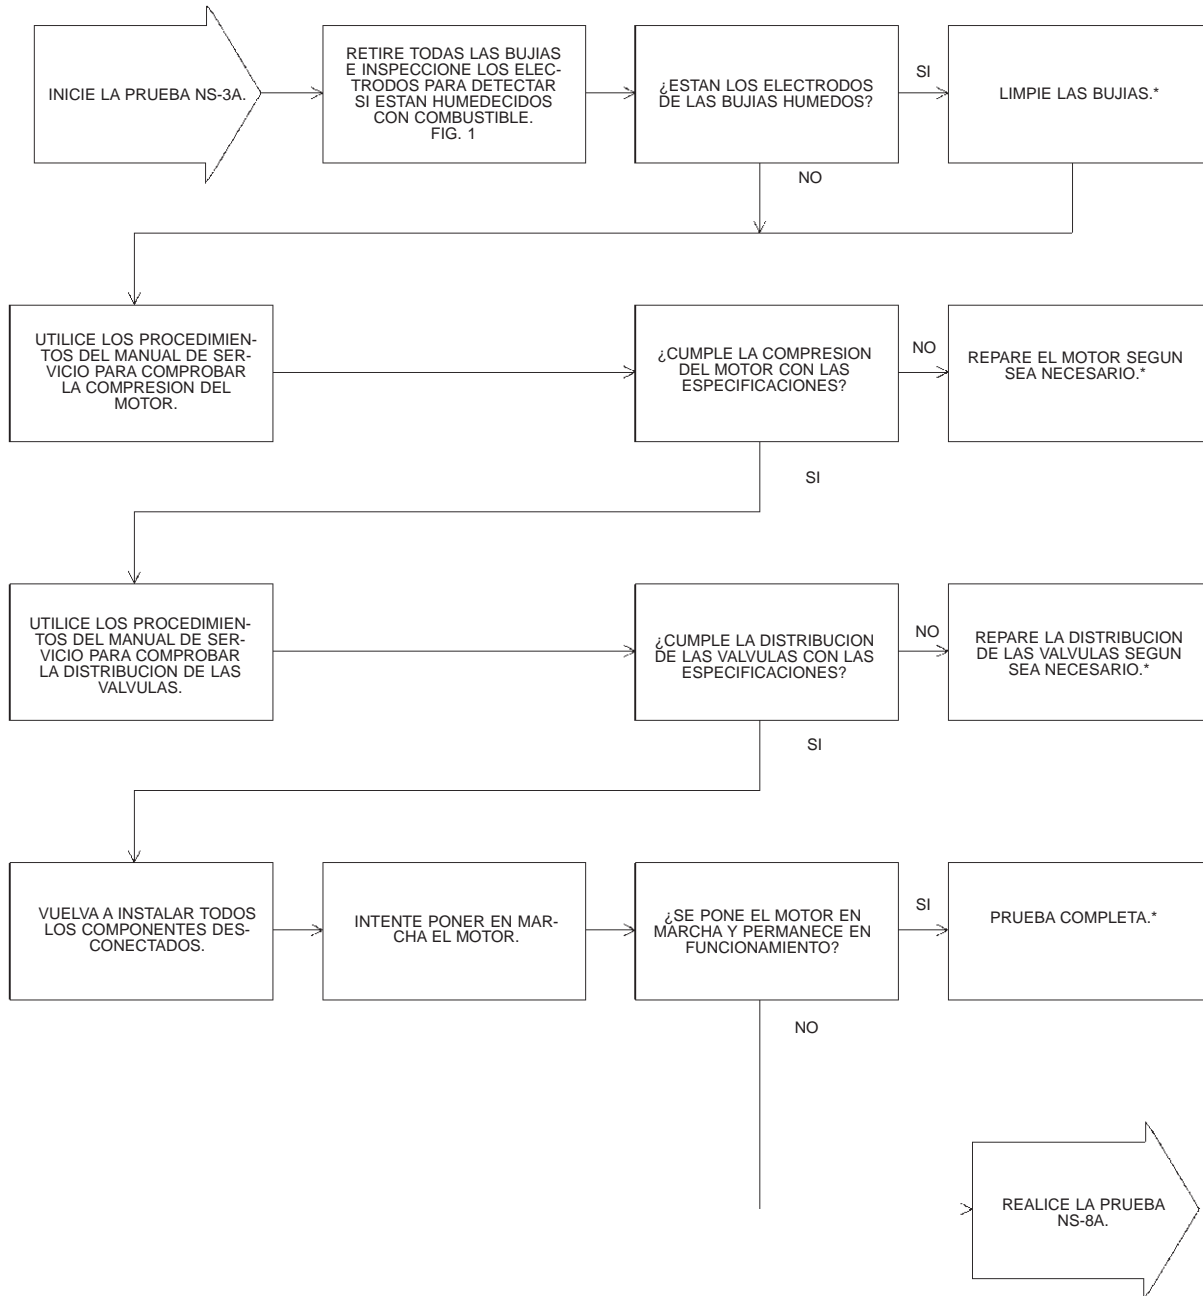 INICIE LA PRUEBA NS-3A.
RETIRE TODAS LAS BUJIAS
E INSPECCIONE LOS ELEC-
TRODOS PARA DETECTAR
SI ESTAN HUMEDECIDOS
CON COMBUSTIBLE.
FIG. 1
¿ESTAN LOS ELECTRODOS
DE LAS BUJIAS HUMEDOS?
SI
LIMPIE LAS BUJIAS.*
NO
UTILICE LOS PROCEDIMIEN-
TOS DEL MANUAL DE SER-
VICIO PARA COMPROBAR
LA COMPRESION DEL
MOTOR.
¿CUMPLE LA COMPRESION
DEL MOTOR CON LAS
ESPECIFICACIONES?
NO
REPARE EL MOTOR SEGUN
SEA NECESARIO.*
SI
UTILICE LOS PROCEDIMIEN-
TOS DEL MANUAL DE SER-
VICIO PARA COMPROBAR
LA DISTRIBUCION DE LAS
VALVULAS.
¿CUMPLE LA DISTRIBUCION
DE LAS VALVULAS CON LAS
ESPECIFICACIONES?
NO
REPARE LA DISTRIBUCION
DE LAS VALVULAS SEGUN
SEA NECESARIO.*
SI
VUELVA A INSTALAR TODOS
LOS COMPONENTES DES-
CONECTADOS.
INTENTE PONER EN MAR-
CHA EL MOTOR.
¿SE PONE EL MOTOR EN
MARCHA Y PERMANECE EN
FUNCIONAMIENTO?
SI
PRUEBA COMPLETA.*
NO
REALICE LA PRUEBA
NS-8A.